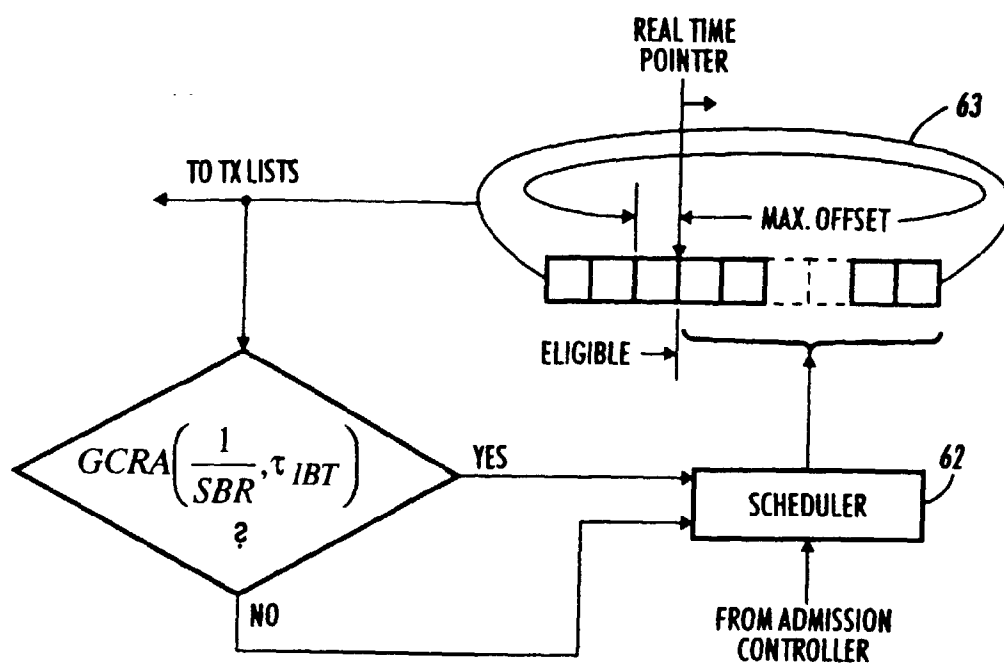 REAL TIME
POINTER
63
TO TX LISTS
MAX. OFFSET
ELIGIBLE
GCRA(1/SBR, τ IBT)
?
YES
62
SCHEDULER
NO
FROM ADMISSION
CONTROLLER